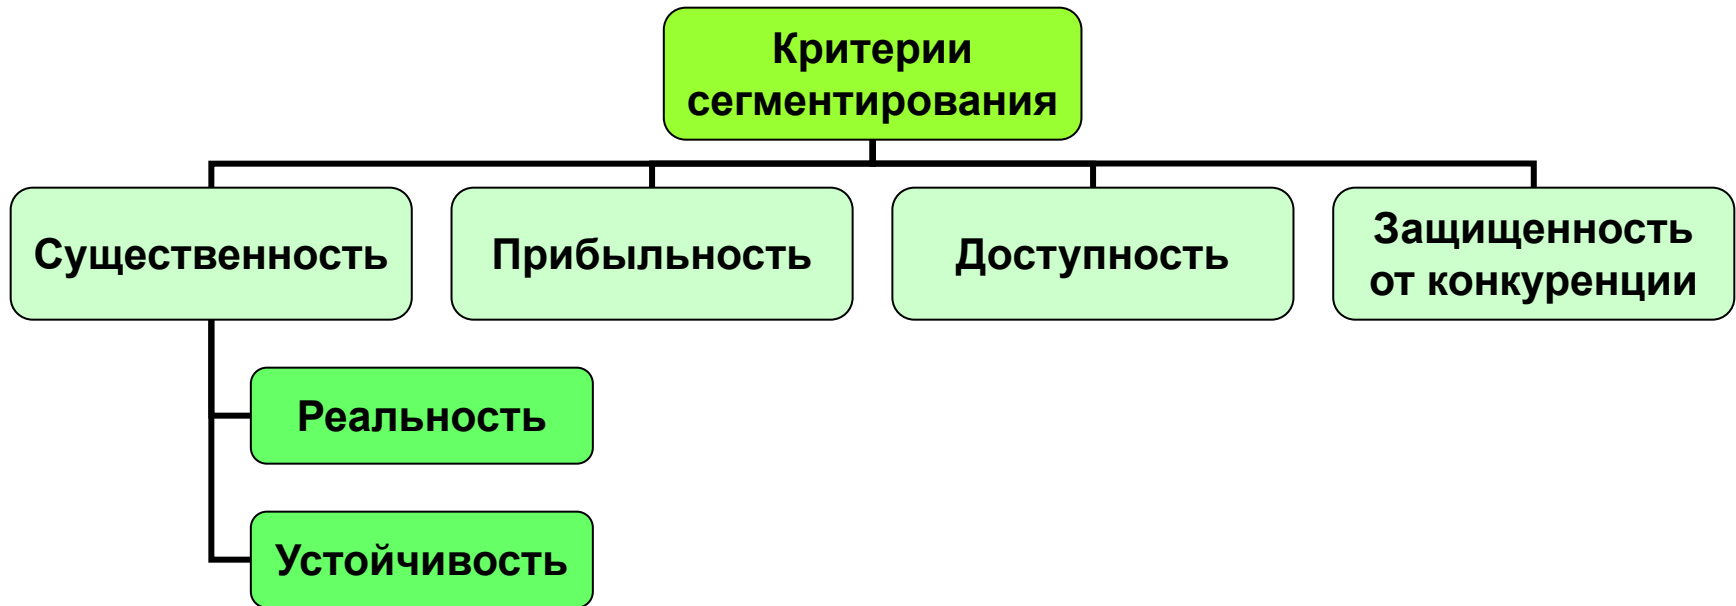 Критерии
сегментирования
Существенность
Прибыльность
Доступность
Защищенность
от конкуренции
Реальность
Устойчивость